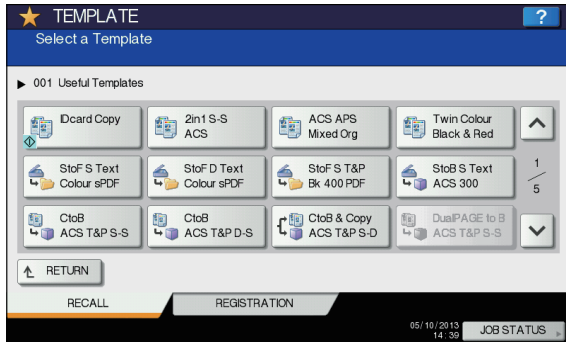 TEMPLATE
?
Select a Template
001 Useful Templates
IDcard Copy
2in1 S-S
ACS
ACS APS
Mixed Org
Twin Colour
Black & Red
StoF S Text
Colour sPDF
StoF D Text
Colour sPDF
StoF S T&P
Bk 400 PDF
StoB S Text
ACS 300
1
5
CtoB
ACS T&P S-S
CtoB
ACS T&P D-S
CtoB & Copy
ACS T&P S-D
DualPAGE to B
ACS T&P S-S
RETURN
RECALL
REGISTRATION
05/10/2013
14:39
JOB STATUS